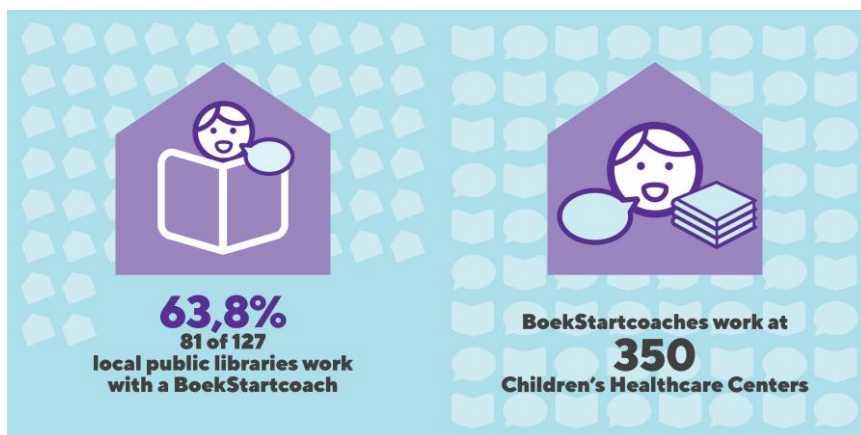 63,8%
81 of 127
local public libraries work
with a BoekStartcoach
BoekStartcoaches work at
350
Children's Healthcare Centers